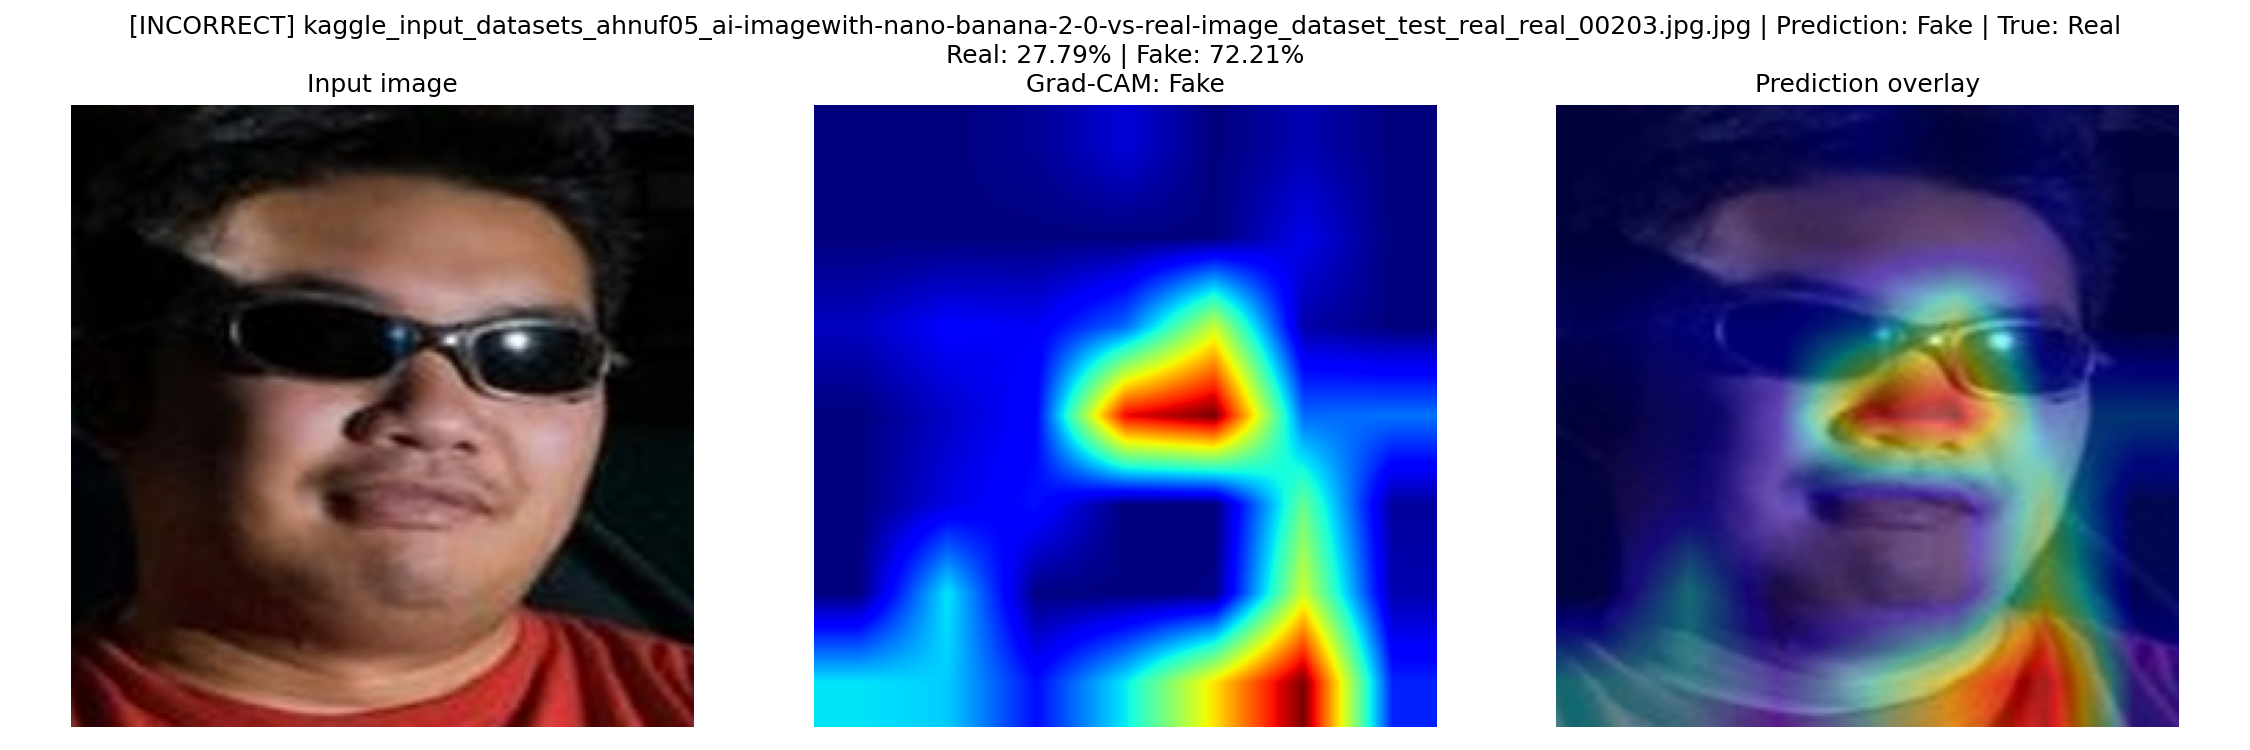 [INCORRECT] kaggle_input_datasets_ahnuf05_ai-imagewith-nano-banana-2-0-vs-real-image_dataset_test_real_real_00203.jpg.jpg | Prediction: Fake | True: Real
Real: 27.79% | Fake: 72.21%
Input image
Grad-CAM: Fake
Prediction overlay